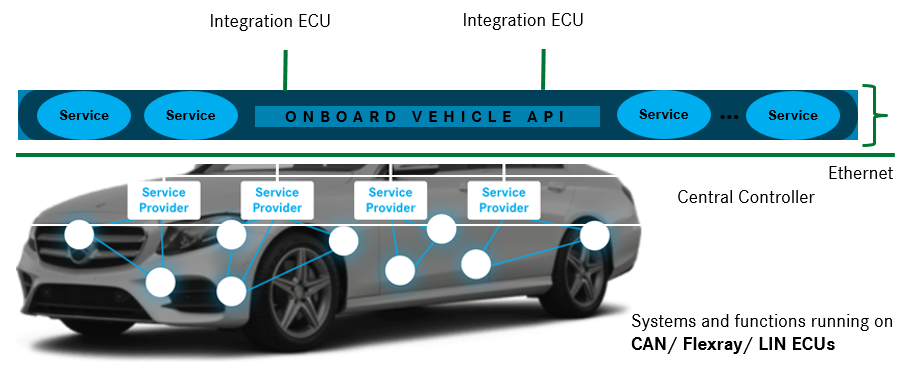 Integration ECU
Integration ECU
Service
Service
ONBOARD VEHICLE API
Service
...
Service
Ethernet
Service
Provider
Service
Provider
Service
Provider
Service
Provider
Central Controller
Systems and functions running on
CAN/ Flexray/ LIN ECUs